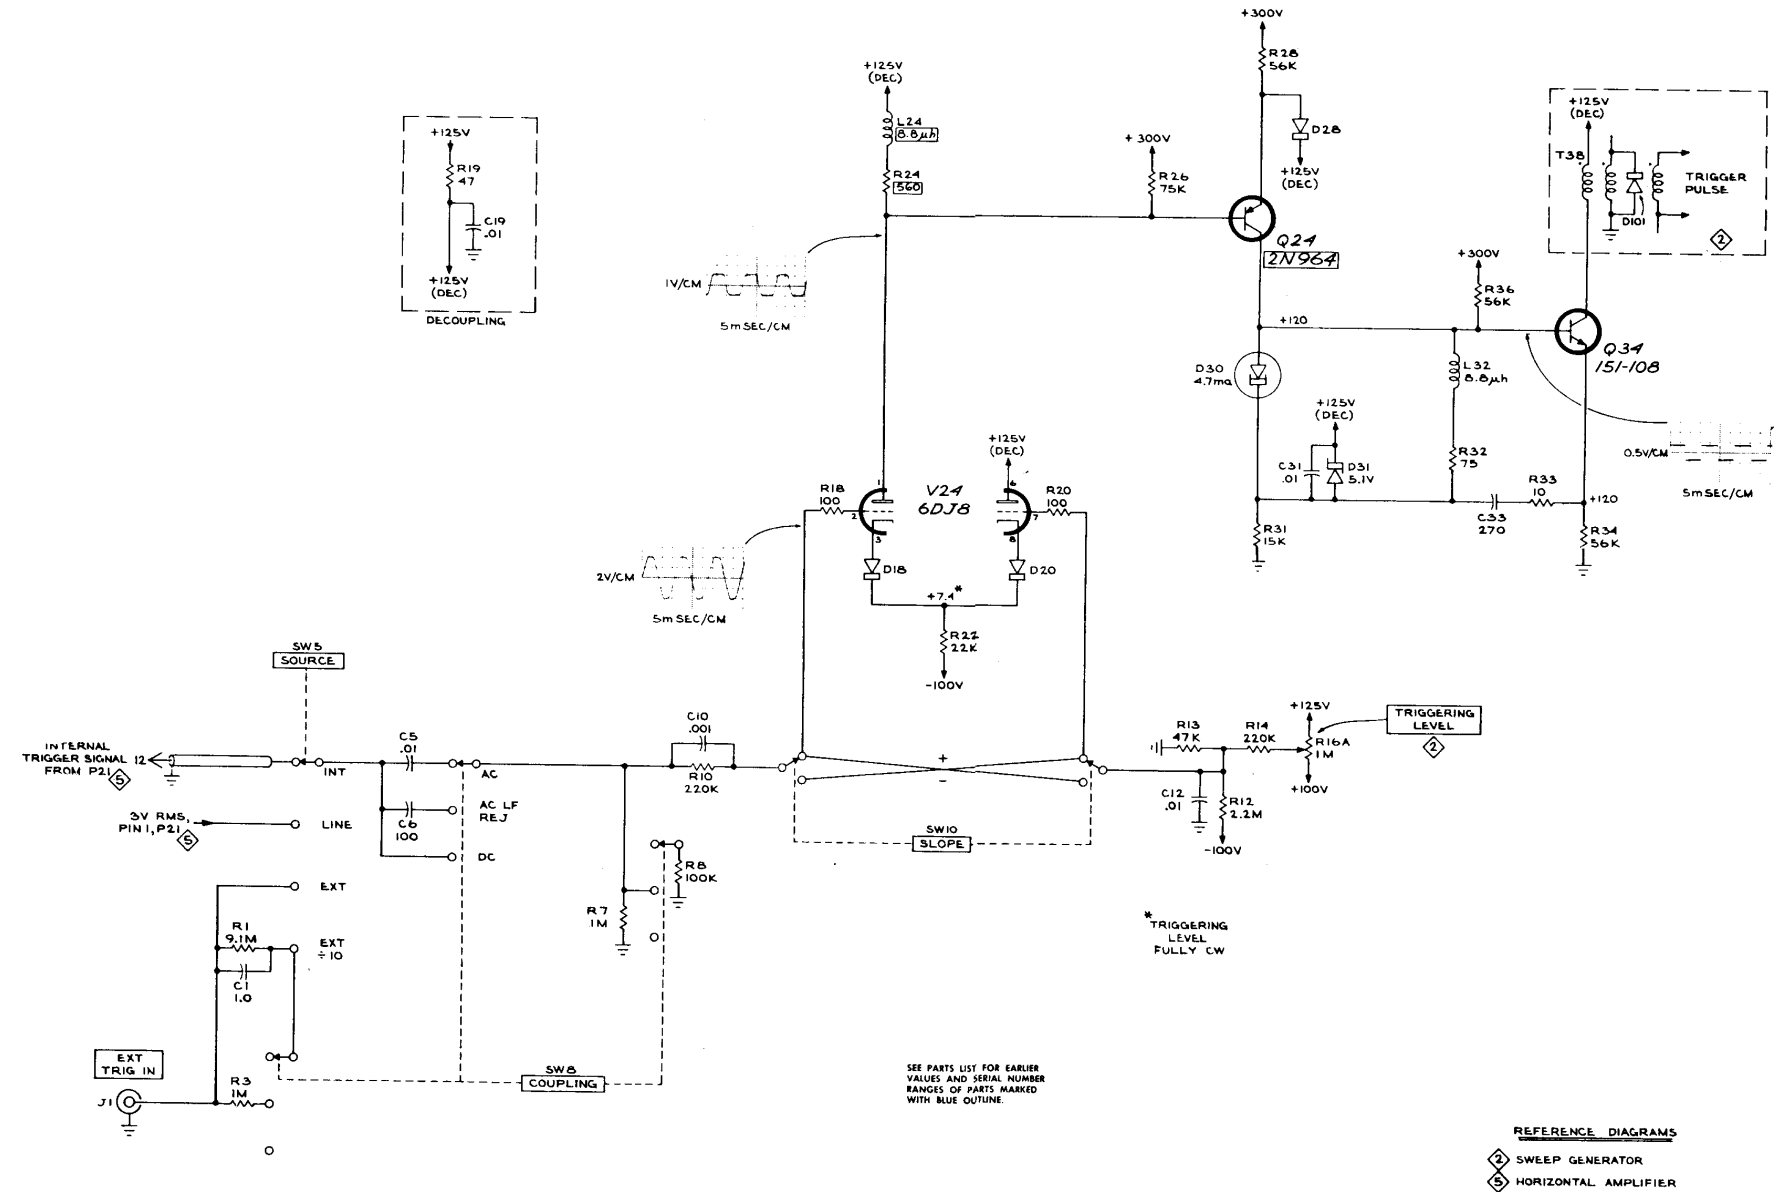 +300V
R28
56K
+125V
(DEC)
L24
8.8µh
R24
560
+300V
R26
75K
D28
+125V
(DEC)
+125V
(DEC)
T38
D101
TRIGGER
PULSE
2
+125V
R19
47
C19
.01
+125V
(DEC)
DECOUPLING
Q24
2N964
1V/CM
5mSEC/CM
+300V
R36
56K
+120
Q34
151-108
D30
4.7ma
L32
8.8µh
+125V
(DEC)
C31
.01
D31
5.1V
R32
75
0.5V/CM
5mSEC/CM
R33
10
+120
C33
270
R31
15K
R34
56K
+125V
(DEC)
R18
100
1
2
3
V24
6DJ8
6
7
8
R20
100
D18
D20
2V/CM
5mSEC/CM
+7.4*
R22
22K
-100V
SW5
SOURCE
INTERNAL
TRIGGER SIGNAL 12
FROM P21 5
INT
C5
.01
AC
C6
100
AC LF
REJ
DC
3V RMS,
PIN 1, P21
5
LINE
EXT
R1
9.1M
C1
1.0
EXT
÷10
EXT
TRIG IN
J1
R3
1M
SW8
COUPLING
C10
.001
R10
220K
R8
100K
R7
1M
+
-
SW10
SLOPE
R13
47K
R14
220K
+125V
R16A
1M
+100V
TRIGGERING
LEVEL
2
C12
.01
R12
2.2M
-100V
*TRIGGERING
LEVEL
FULLY CW
SEE PARTS LIST FOR EARLIER
VALUES AND SERIAL NUMBER
RANGES OF PARTS MARKED
WITH BLUE OUTLINE.
REFERENCE DIAGRAMS
2 SWEEP GENERATOR
5 HORIZONTAL AMPLIFIER